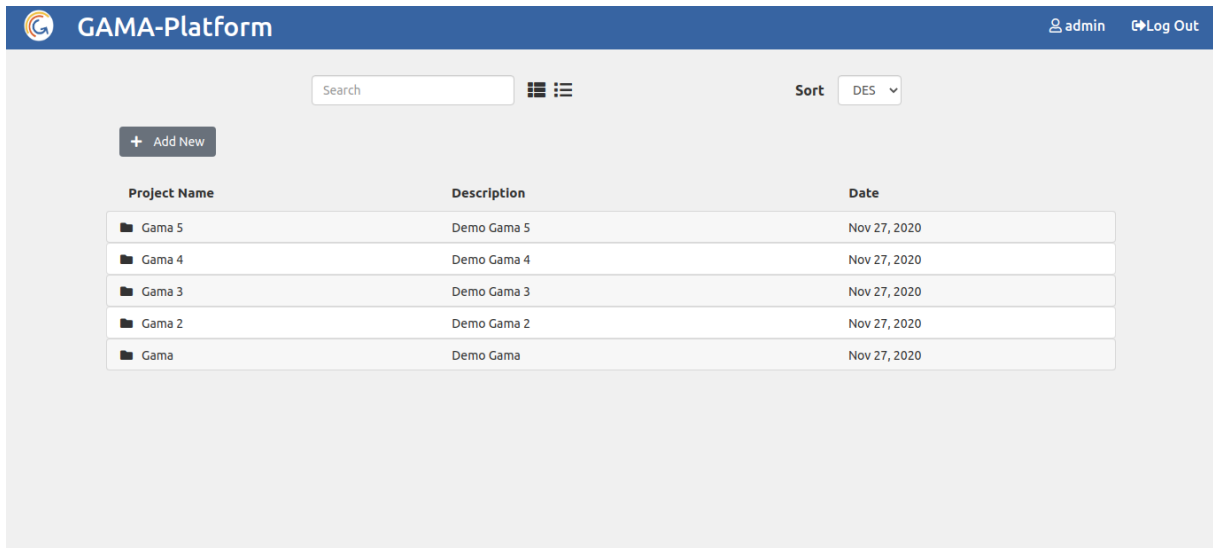 G GAMA-Platform admin Log Out
Search Sort DES
+ Add New
Project Name Description Date
Gama 5 Demo Gama 5 Nov 27, 2020
Gama 4 Demo Gama 4 Nov 27, 2020
Gama 3 Demo Gama 3 Nov 27, 2020
Gama 2 Demo Gama 2 Nov 27, 2020
Gama Demo Gama Nov 27, 2020